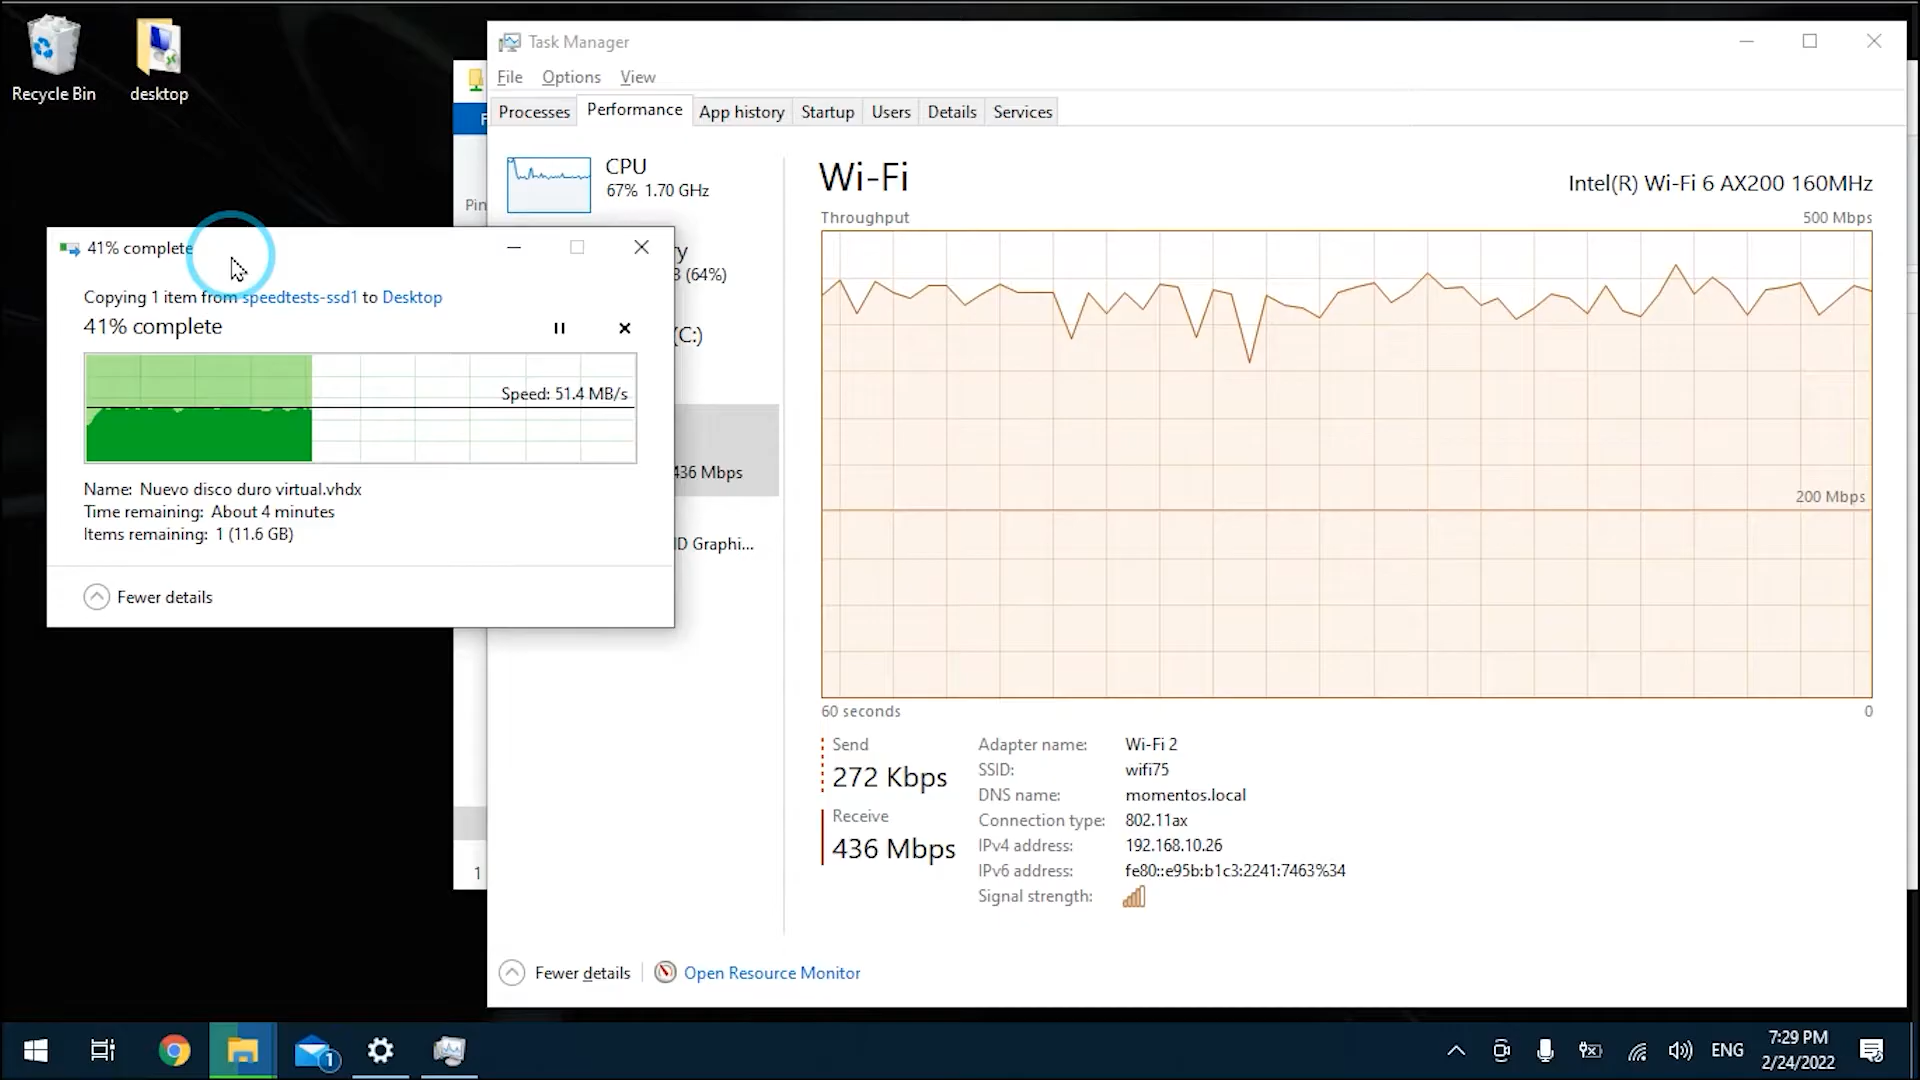 Recycle Bin
desktop
Task Manager
File Options View
Processes Performance App history Startup Users Details Services
CPU
67% 1.70 GHz
Pin
(64%)
(C:)
436 Mbps
Wi-Fi
Intel(R) Wi-Fi 6 AX200 160MHz
Throughput
500 Mbps
200 Mbps
60 seconds
0
41% complete
Copying 1 item from speedtests-ssd1 to Desktop
41% complete
Speed: 51.4 MB/s
Name: Nuevo disco duro virtual.vhdx
Time remaining: About 4 minutes
Items remaining: 1 (11.6 GB)
Fewer details
1
Send
272 Kbps
Receive
436 Mbps
Adapter name: Wi-Fi 2
SSID: wifi75
DNS name: momentos.local
Connection type: 802.11ax
IPv4 address: 192.168.10.26
IPv6 address: fe80::e95b:b1c3:2241:7463%34
Signal strength:
Fewer details
Open Resource Monitor
1
ENG
7:29 PM
2/24/2022